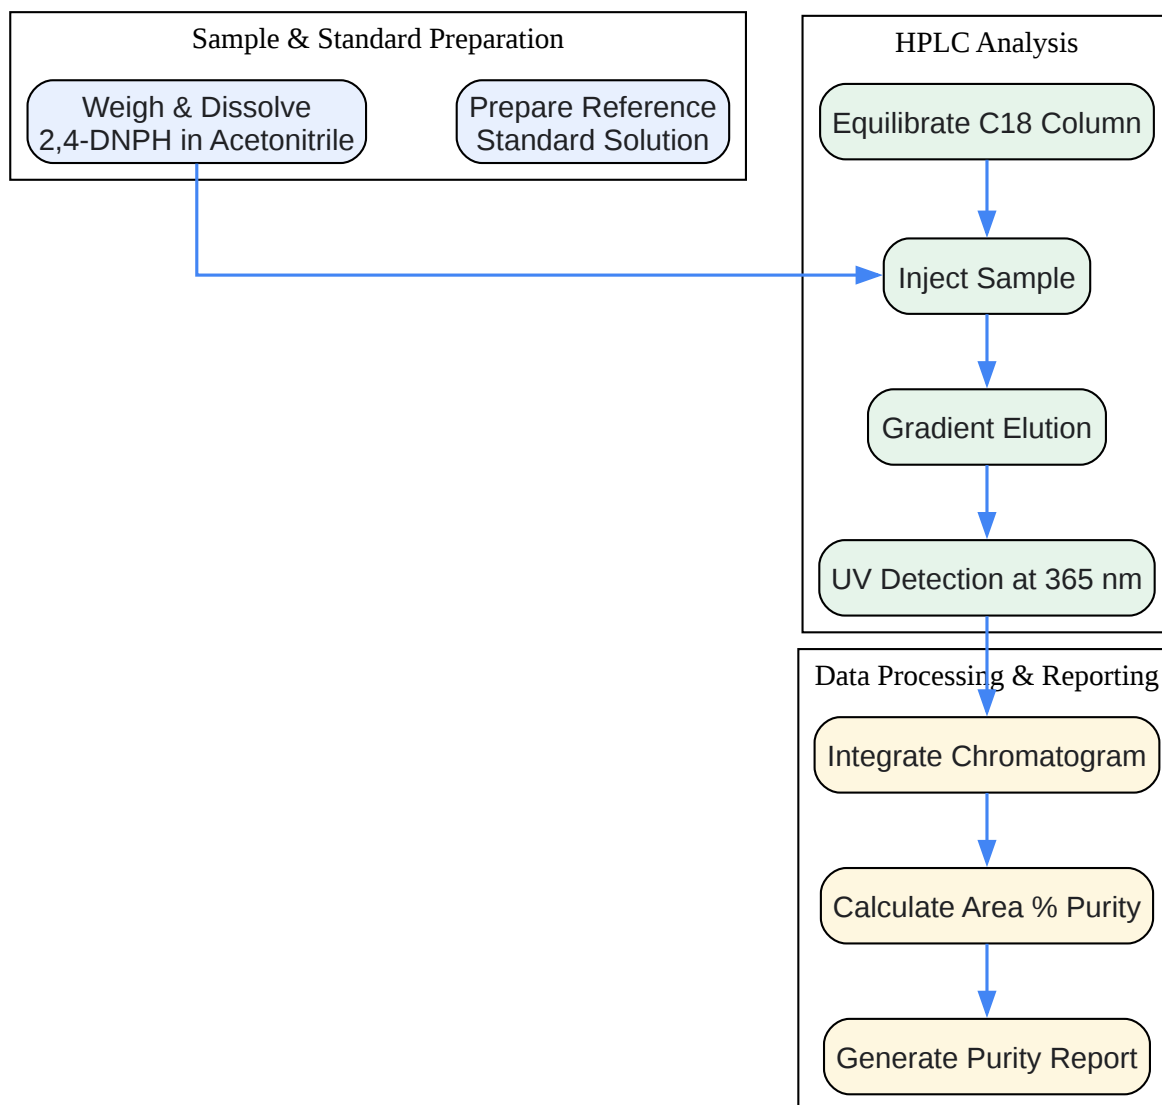 Sample & Standard Preparation
Weigh & Dissolve
2,4-DNPH in Acetonitrile
Prepare Reference
Standard Solution
HPLC Analysis
Equilibrate C18 Column
Inject Sample
Gradient Elution
UV Detection at 365 nm
Data Processing & Reporting
Integrate Chromatogram
Calculate Area % Purity
Generate Purity Report